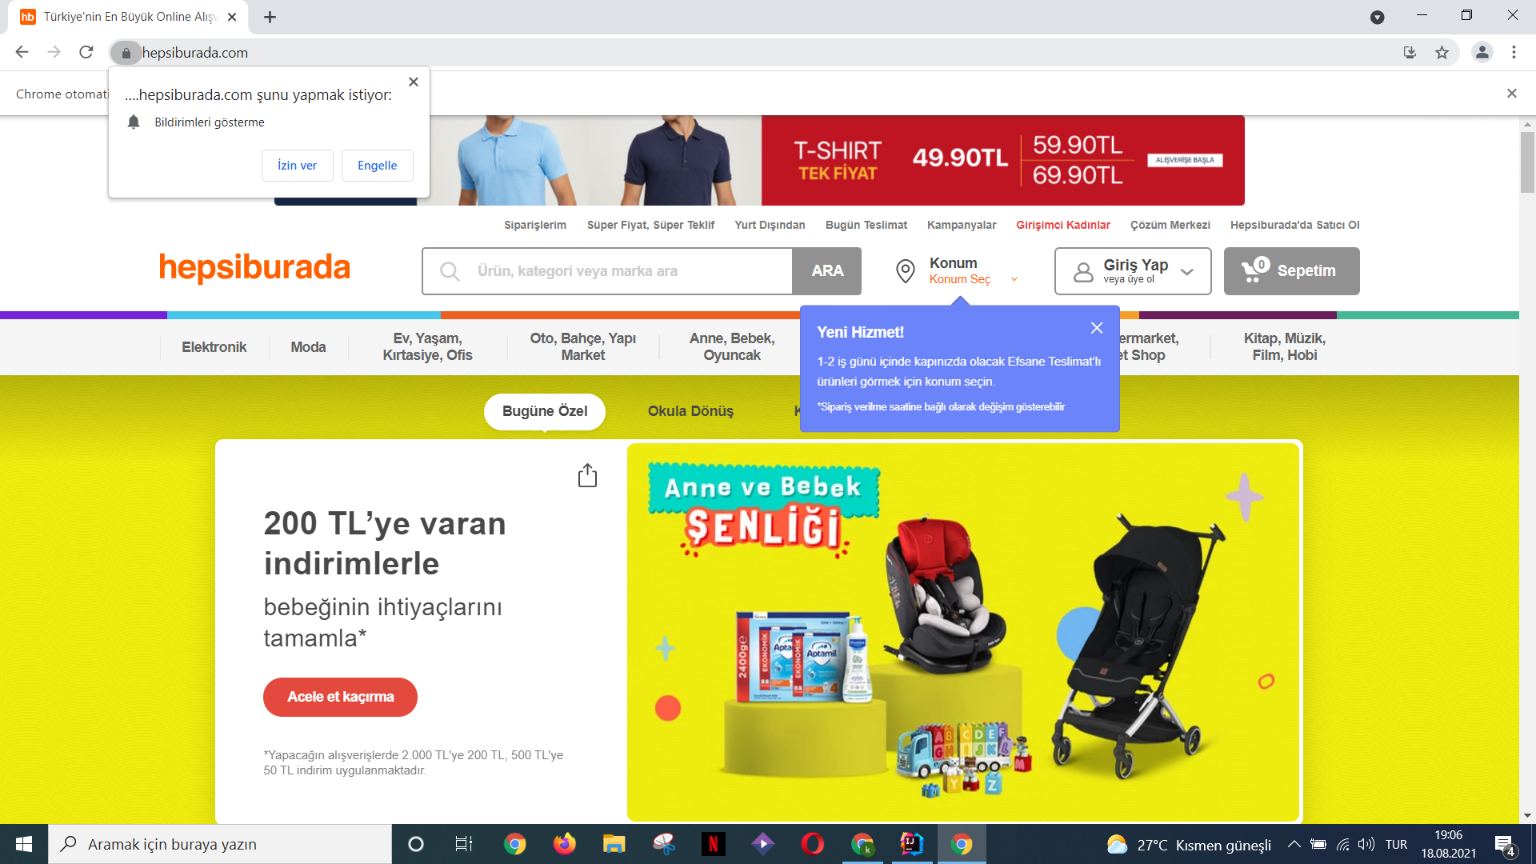 hb Türkiye'nin En Büyük Online Alışv
hepsiburada.com
Chrome otomati
....hepsiburada.com şunu yapmak istiyor:
Bildirimleri gösterme
İzin ver
Engelle
T-SHIRT
TEK FİYAT
49.90TL
59.90TL
69.90TL
ALIŞVERİŞE BAŞLA
Siparişlerim Süper Fiyat, Süper Teklif Yurt Dışından Bugün Teslimat Kampanyalar Girişimci Kadınlar Çözüm Merkezi Hepsiburada'da Satıcı Ol
hepsiburada
Ürün, kategori veya marka ara
ARA
Konum
Konum Seç
Giriş Yap
veya üye ol
0
Sepetim
Elektronik
Moda
Ev, Yaşam,
Kırtasiye, Ofis
Oto, Bahçe, Yapı
Market
Anne, Bebek,
Oyuncak
ermarket,
et Shop
Kitap, Müzik,
Film, Hobi
Yeni Hizmet!
1-2 iş günü içinde kapınızda olacak Efsane Teslimat'lı
ürünleri görmek için konum seçin.
*Sipariş verilme saatine bağlı olarak değişim gösterebilir
Bugüne Özel
Okula Dönüş
200 TL'ye varan
indirimlerle
bebeğinin ihtiyaçlarını
tamamla*
Acele et kaçırma
*Yapacağın alışverişlerde 2.000 TL'ye 200 TL, 500 TL'ye
50 TL indirim uygulanmaktadır.
Anne ve Bebek
ŞENLİĞİ
2400g
EKONOMİK
EKONOMİK
Aptamil
4
Aramak için buraya yazın
27°C Kısmen güneşli
TUR
19:06
18.08.2021
4